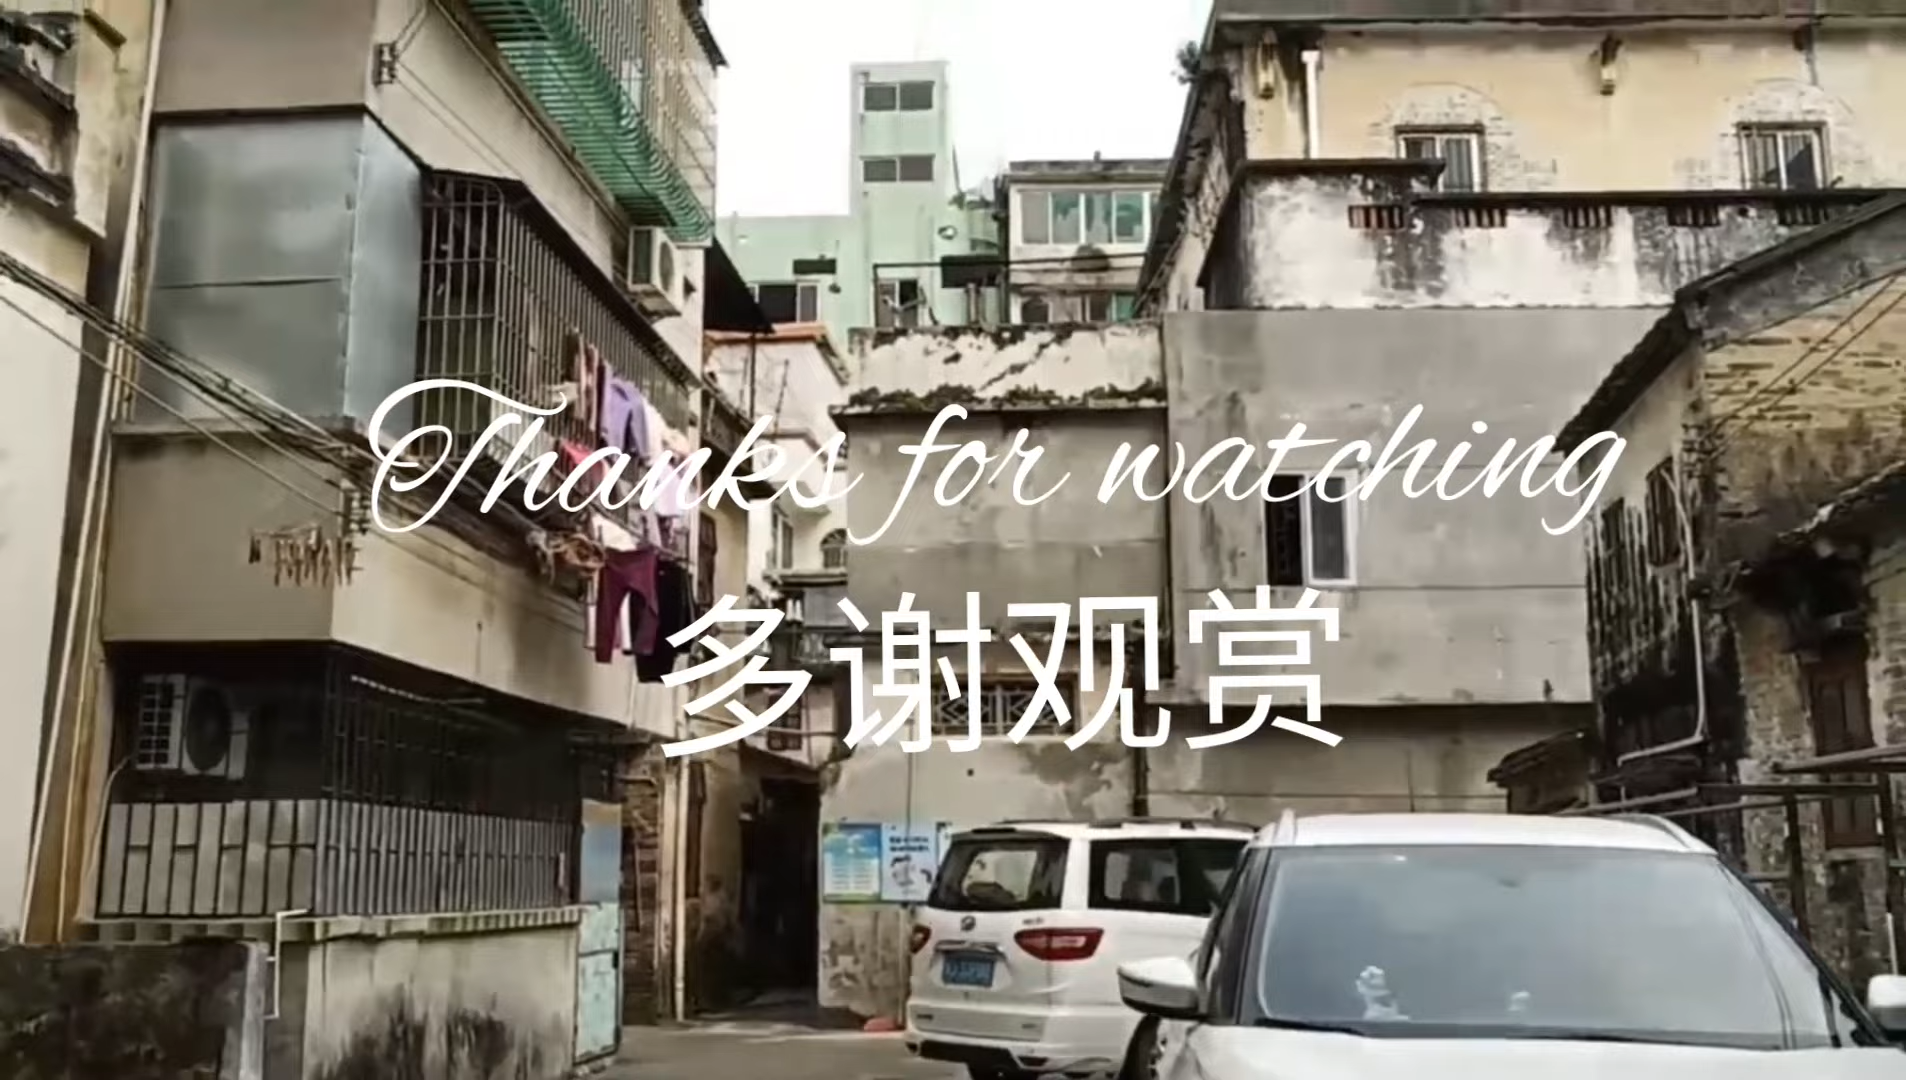 Thanks for watching
多谢观赏